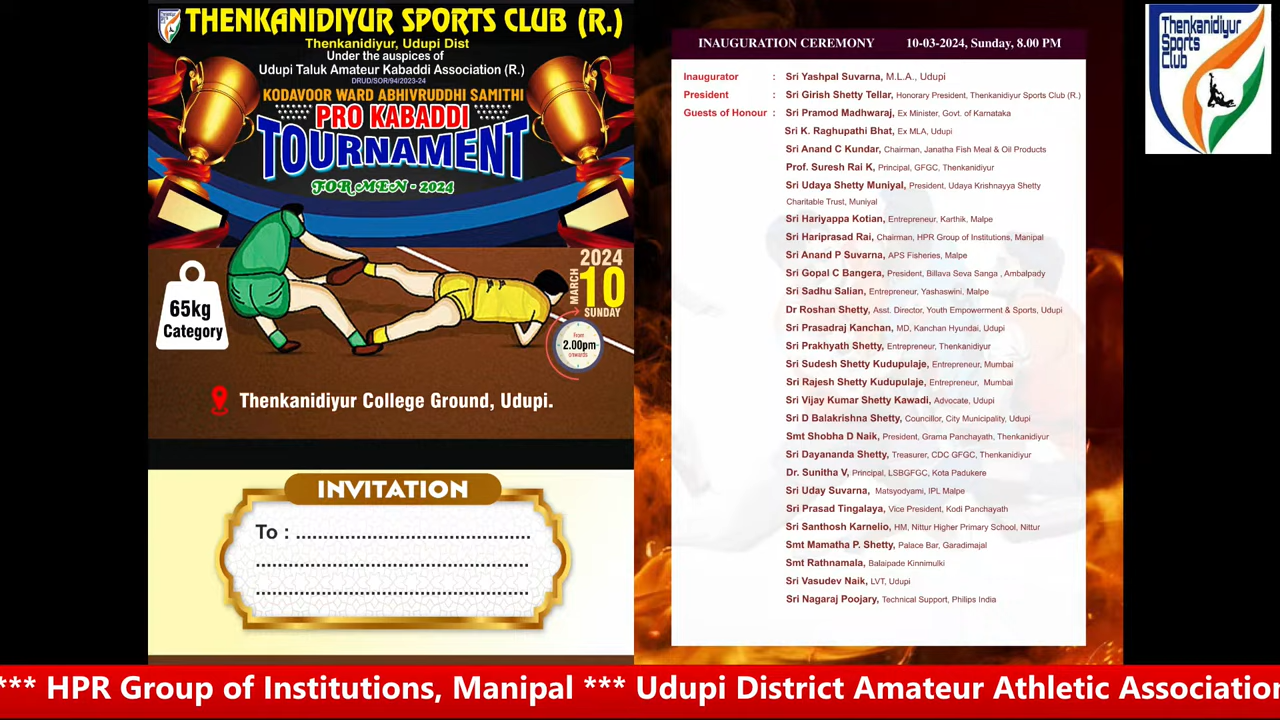 THENKANIDIYUR SPORTS CLUB (R.)
Thenkanidiyur, Udupi Dist
Under the auspices of
Udupi Taluk Amateur Kabaddi Association (R.)
DRUD/SOR/94/2023-24
KODAVOOR WARD ABHIVRUDDHI SAMITHI
PRO KABADDI
TOURNAMENT
FOR MEN - 2024
65kg
Category
2024
MARCH
10
SUNDAY
From
2.00pm
onwards
Thenkanidiyur College Ground, Udupi.
INVITATION
To : ..........................................
................................................
................................................
INAUGURATION CEREMONY 10-03-2024, Sunday, 8.00 PM
Inaugurator : Sri Yashpal Suvarna, M.L.A., Udupi
President : Sri Girish Shetty Tellar, Honorary President, Thenkanidiyur Sports Club (R.)
Guests of Honour : Sri Pramod Madhwaraj, Ex Minister, Govt. of Karnataka
Sri K. Raghupathi Bhat, Ex MLA, Udupi
Sri Anand C Kundar, Chairman, Janatha Fish Meal & Oil Products
Prof. Suresh Rai K, Principal, GFGC, Thenkanidiyur
Sri Udaya Shetty Muniyal, President, Udaya Krishnayya Shetty
Charitable Trust, Muniyal
Sri Hariyappa Kotian, Entrepreneur, Karthik, Malpe
Sri Hariprasad Rai, Chairman, HPR Group of Institutions, Manipal
Sri Anand P Suvarna, APS Fisheries, Malpe
Sri Gopal C Bangera, President, Billava Seva Sanga , Ambalpady
Sri Sadhu Salian, Entrepreneur, Yashaswini, Malpe
Dr Roshan Shetty, Asst. Director, Youth Empowerment & Sports, Udupi
Sri Prasadraj Kanchan, MD, Kanchan Hyundai, Udupi
Sri Prakhyath Shetty, Entrepreneur, Thenkanidiyur
Sri Sudesh Shetty Kudupulaje, Entrepreneur, Mumbai
Sri Rajesh Shetty Kudupulaje, Entrepreneur, Mumbai
Sri Vijay Kumar Shetty Kawadi, Advocate, Udupi
Sri D Balakrishna Shetty, Councillor, City Municipality, Udupi
Smt Shobha D Naik, President, Grama Panchayath, Thenkanidiyur
Sri Dayananda Shetty, Treasurer, CDC GFGC, Thenkanidiyur
Dr. Sunitha V, Principal, LSBGFGC, Kota Padukere
Sri Uday Suvarna, Matsyodyami, IPL Malpe
Sri Prasad Tingalaya, Vice President, Kodi Panchayath
Sri Santhosh Karnelio, HM, Nittur Higher Primary School, Nittur
Smt Mamatha P. Shetty, Palace Bar, Garadimajal
Smt Rathnamala, Balaipade Kinnimulki
Sri Vasudev Naik, LVT, Udupi
Sri Nagaraj Poojary, Technical Support, Philips India
Thenkanidiyur
Sports
Club
*** HPR Group of Institutions, Manipal *** Udupi District Amateur Athletic Association